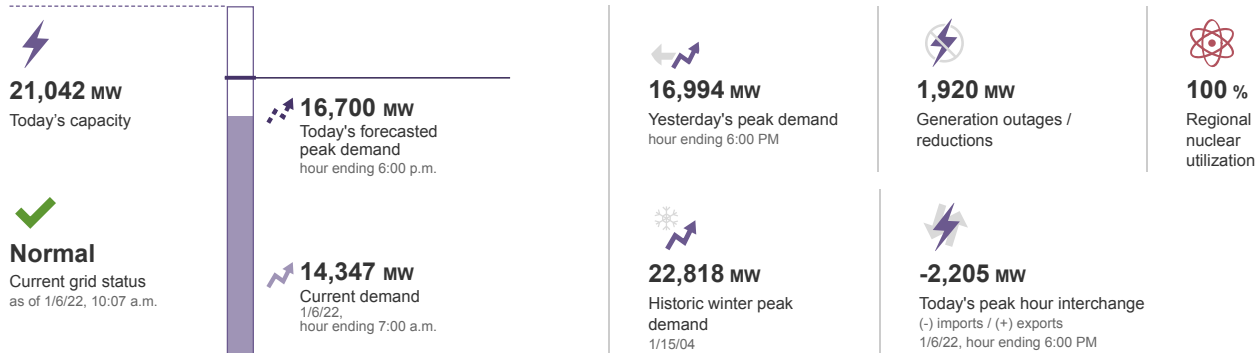 21,042 MW
Today's capacity
Normal
Current grid status
as of 1/6/22, 10:07 a.m.
16,700 MW
Today's forecasted
peak demand
hour ending 6:00 p.m.
14,347 MW
Current demand
1/6/22,
hour ending 7:00 a.m.
16,994 MW
Yesterday's peak demand
hour ending 6:00 PM
1,920 MW
Generation outages /
reductions
100 %
Regional
nuclear
utilization
22,818 MW
Historic winter peak
demand
1/15/04
-2,205 MW
Today's peak hour interchange
(-) imports / (+) exports
1/6/22, hour ending 6:00 PM